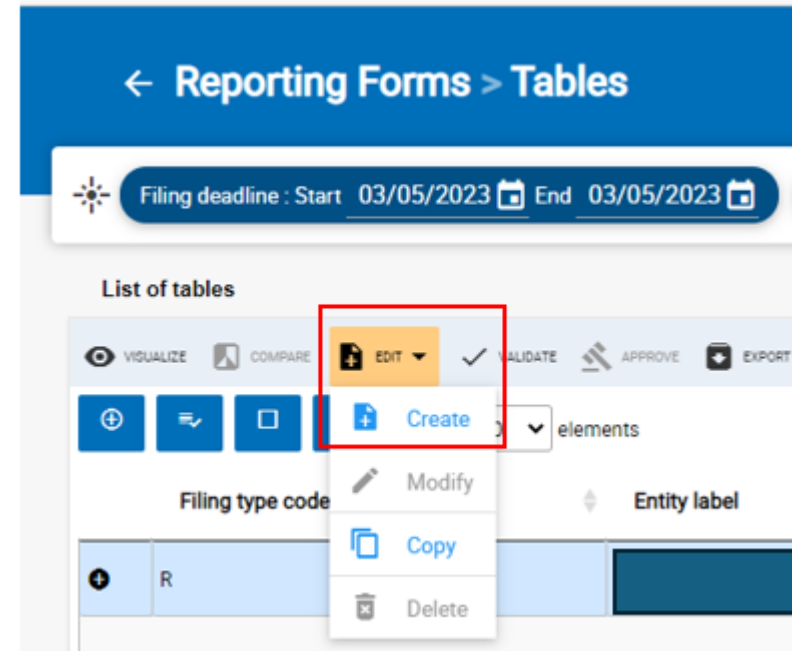 ← Reporting Forms > Tables
Filing deadline : Start 03/05/2023 End 03/05/2023
List of tables
VISUALIZE COMPARE EDIT VALIDATE APPROVE EXPORT
Create elements
Modify
Filing type code Entity label
Copy
R
Delete